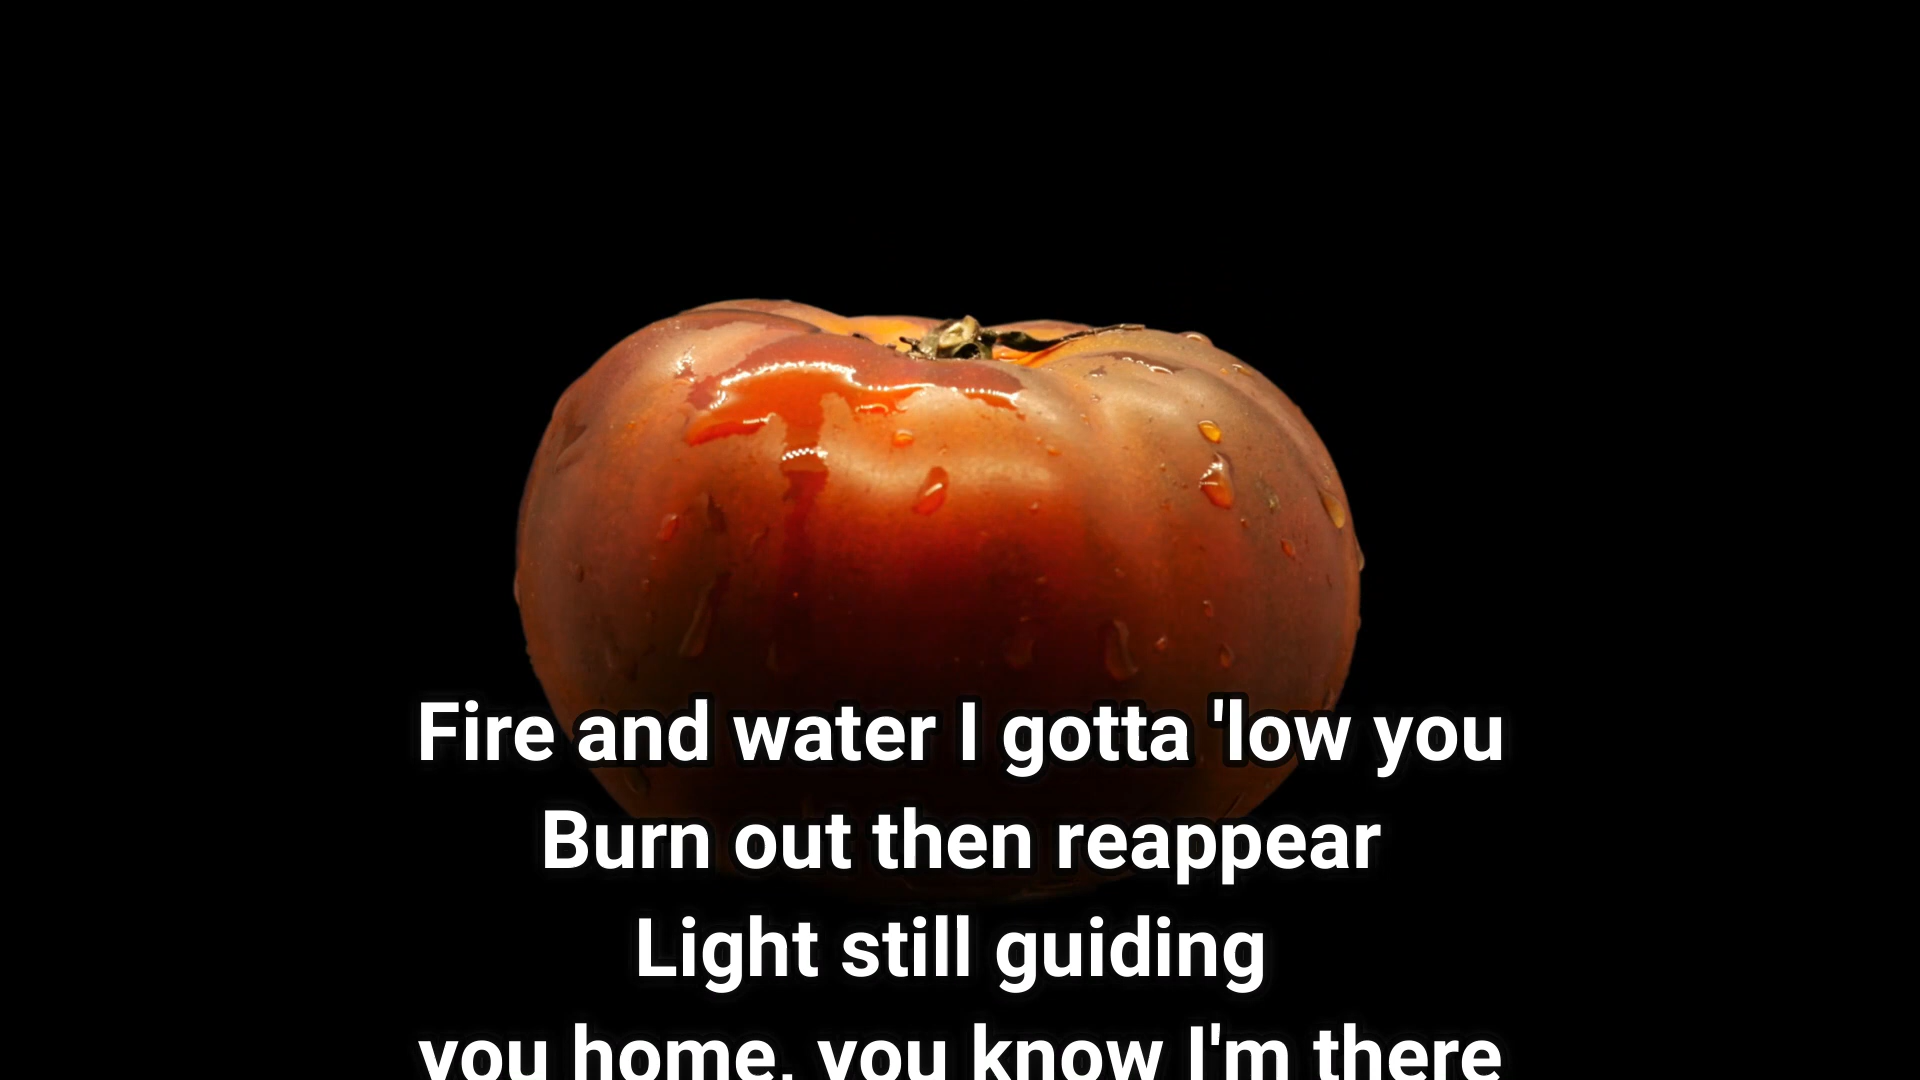 Fire and water I gotta 'low you
Burn out then reappear
Light still guiding
you home, you know I'm there